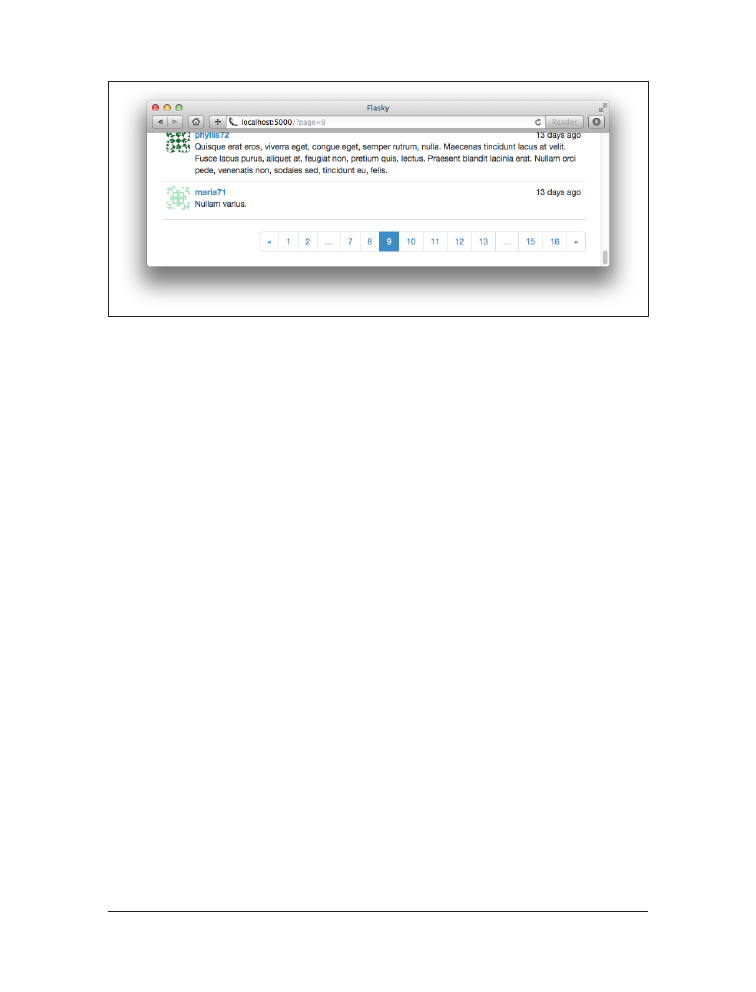 Flasky
localhost:5000/?page=9
Reader
phyllis72
13 days ago
Quisque erat eros, viverra eget, congue eget, semper rutrum, nulla. Maecenas tincidunt lacus at velit.
Fusce lacus purus, aliquet at, feugiat non, pretium quis, lectus. Praesent blandit lacinia erat. Nullam orci
pede, venenatis non, sodales sed, tincidunt eu, felis.
maria71
13 days ago
Nullam varius.
« 1 2 … 7 8 9 10 11 12 13 … 15 16 »